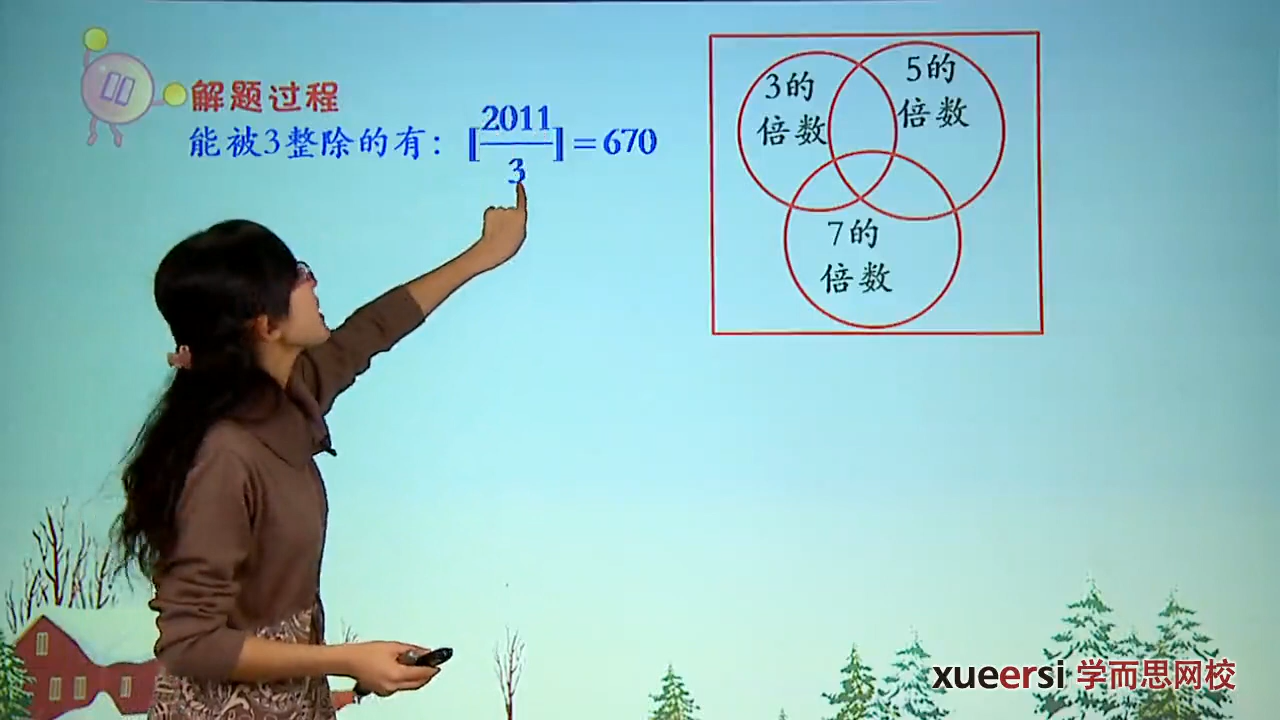 解题过程
能被3整除的有：[2011/3]=670
3的
倍数
5的
倍数
7的
倍数
xueersi 学而思网校